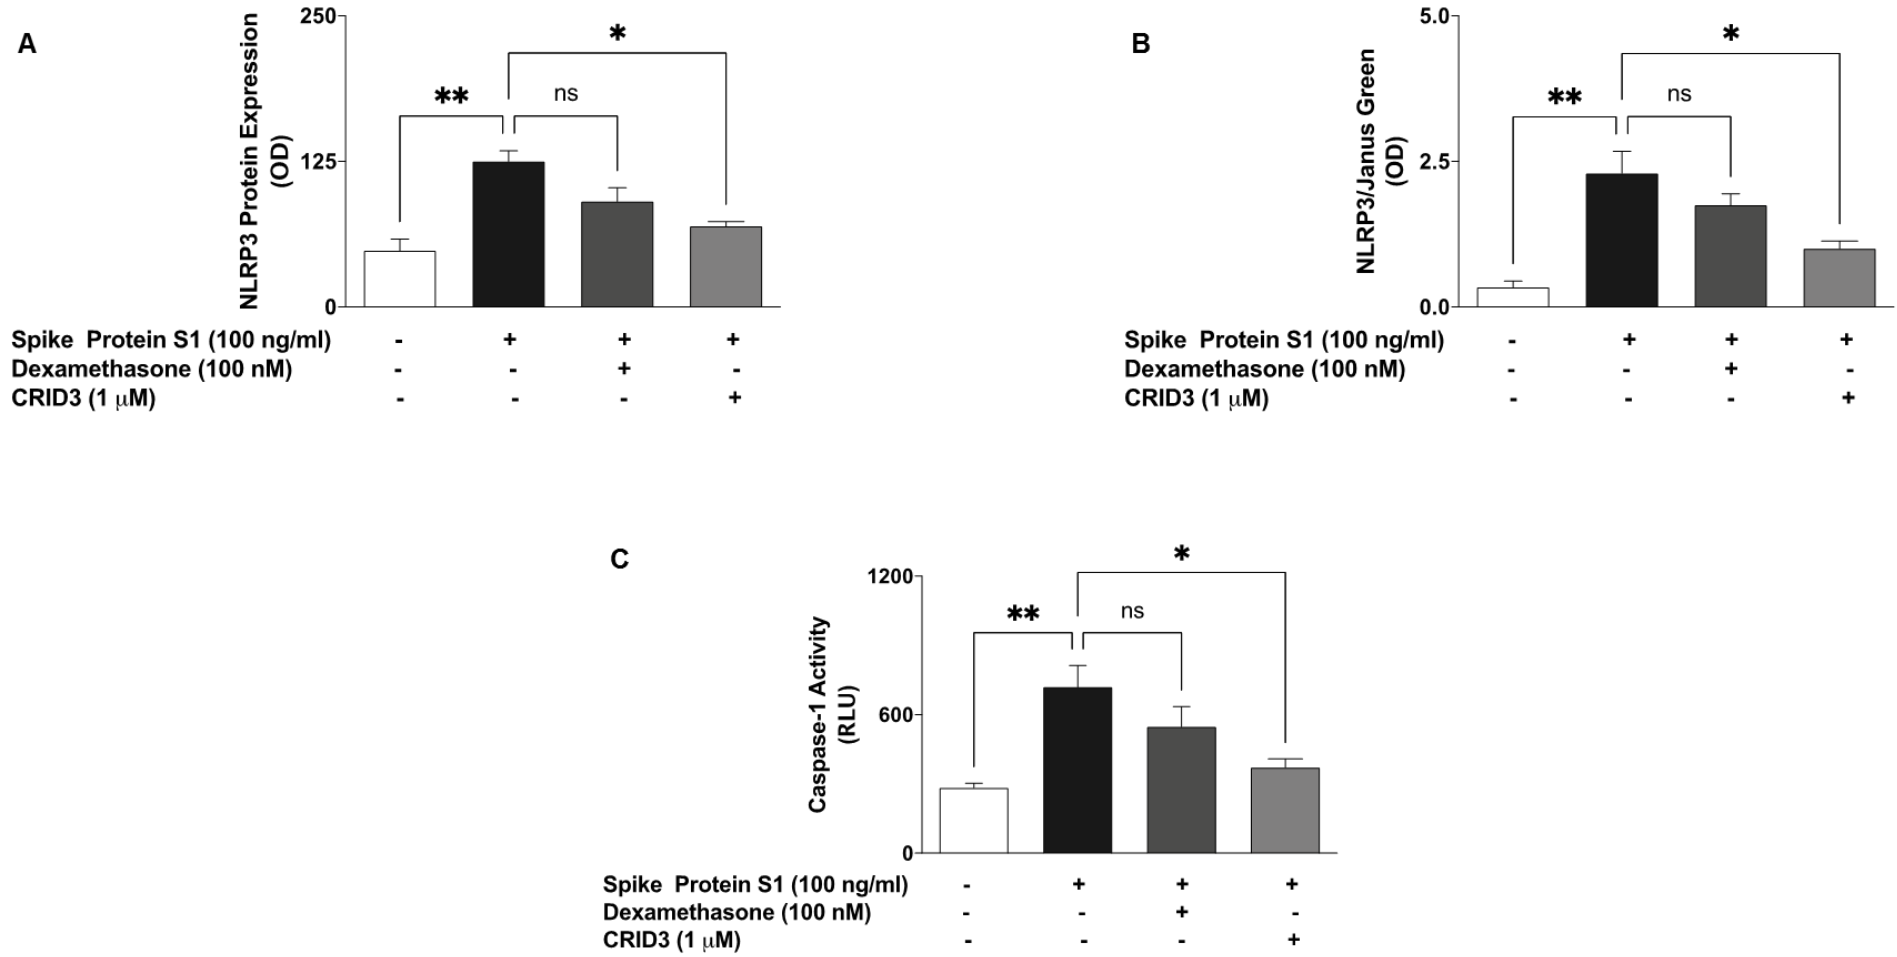 A
NLRP3 Protein Expression
(OD)
250
125
0
**
ns
*
Spike Protein S1 (100 ng/ml) - + + +
Dexamethasone (100 nM) - - + -
CRID3 (1 μM) - - - +
B
NLRP3/Janus Green
(OD)
5.0
2.5
0.0
**
ns
*
Spike Protein S1 (100 ng/ml) - + + +
Dexamethasone (100 nM) - - + -
CRID3 (1 μM) - - - +
C
Caspase-1 Activity
(RLU)
1200
600
0
**
ns
*
Spike Protein S1 (100 ng/ml) - + + +
Dexamethasone (100 nM) - - + -
CRID3 (1 μM) - - - +